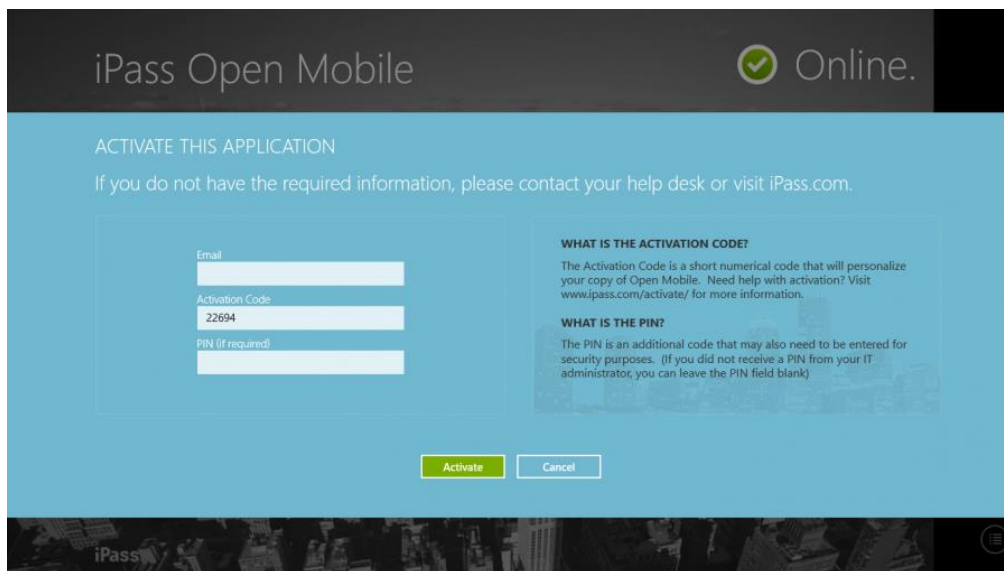 iPass Open Mobile
Online.
ACTIVATE THIS APPLICATION
If you do not have the required information, please contact your help desk or visit iPass.com.
Email
Activation Code
22694
PIN (if required)
WHAT IS THE ACTIVATION CODE?
The Activation Code is a short numerical code that will personalize
your copy of Open Mobile. Need help with activation? Visit
www.ipass.com/activate/ for more information.
WHAT IS THE PIN?
The PIN is an additional code that may also need to be entered for
security purposes. (If you did not receive a PIN from your IT
administrator, you can leave the PIN field blank)
Activate
Cancel
iPass